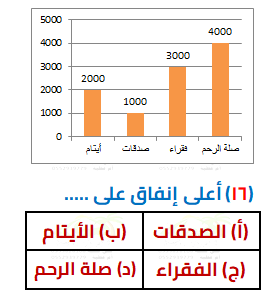 5000
4000
3000
2000
1000
0
2000
1000
3000
4000
أيتام
صدقات
فقراء
صلة الرحم
(١٦) أعلى إنفاق على .....
(أ) الصدقات (ب) الأيتام
(ج) الفقراء (د) صلة الرحم